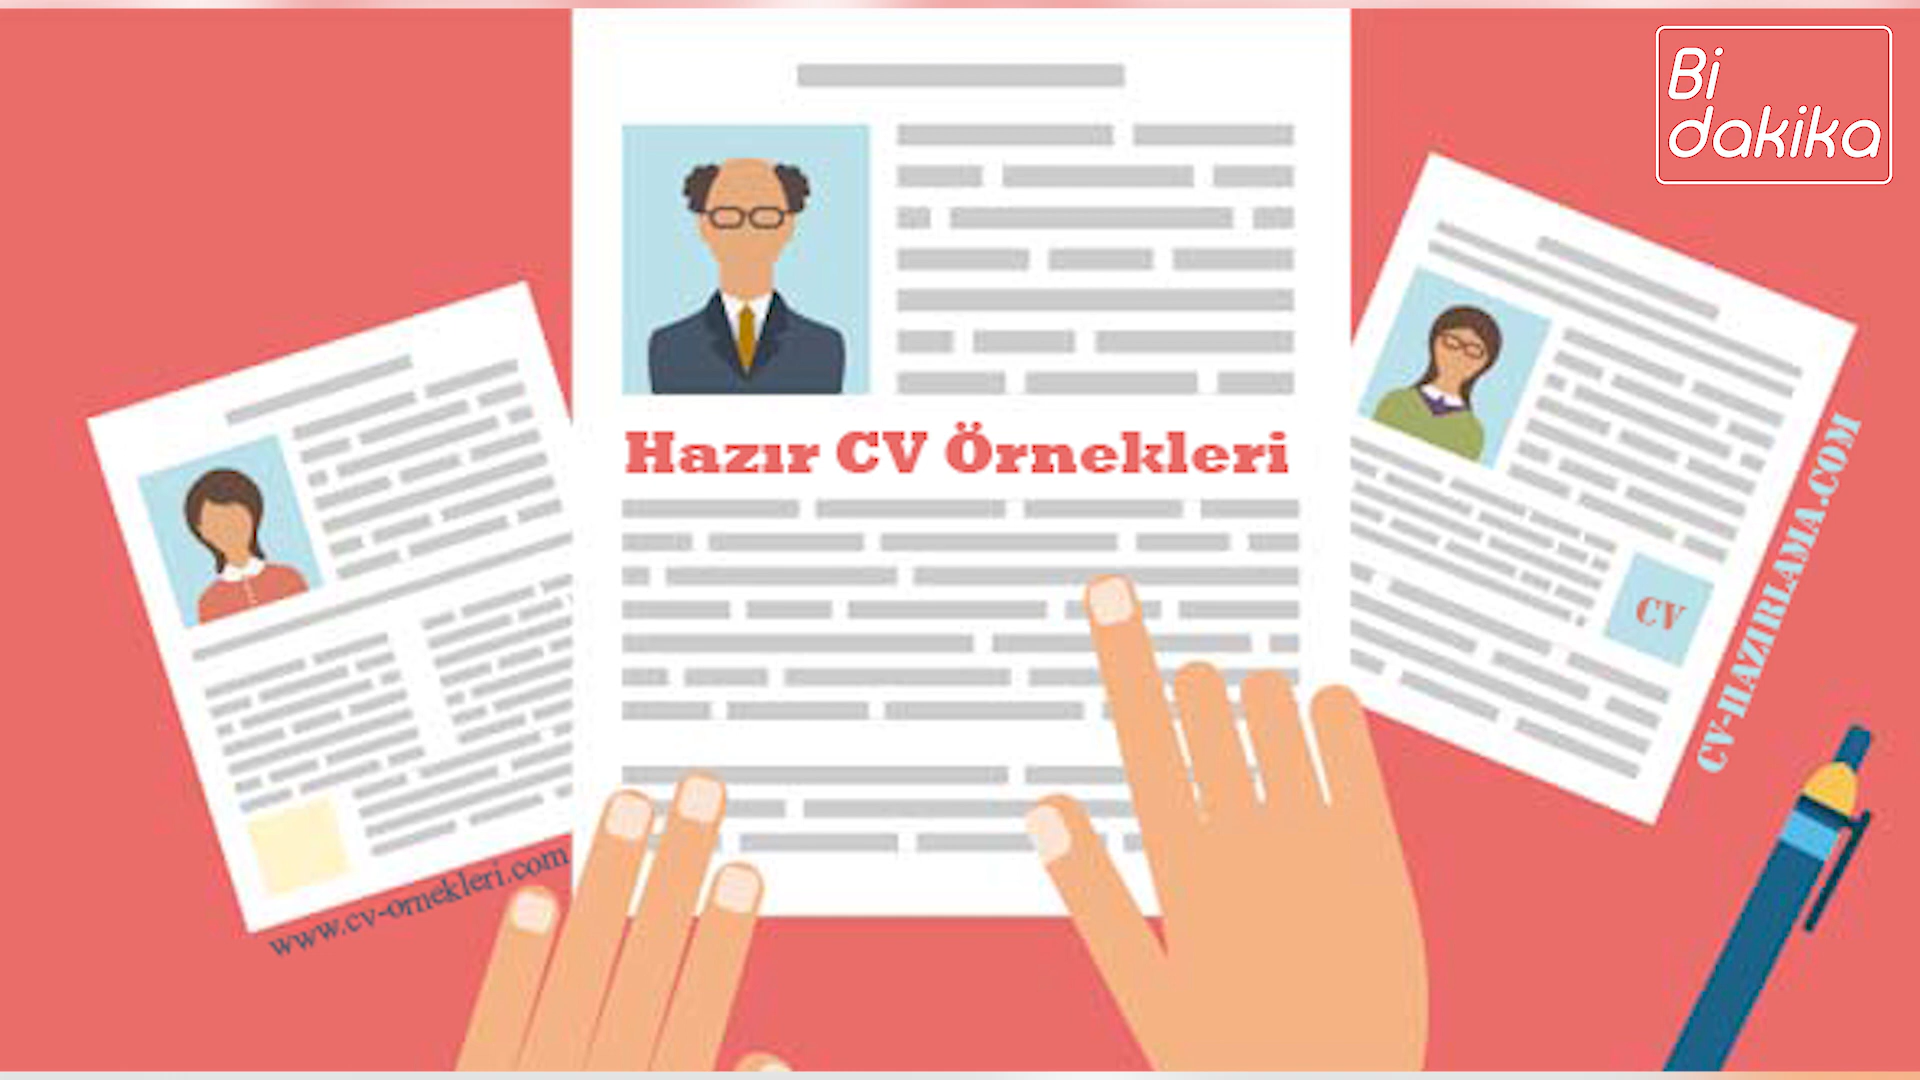 Bi
dakika
Hazır CV Örnekleri
CV
CV-HAZIRLAMA.COM
www.cv-ornekleri.com